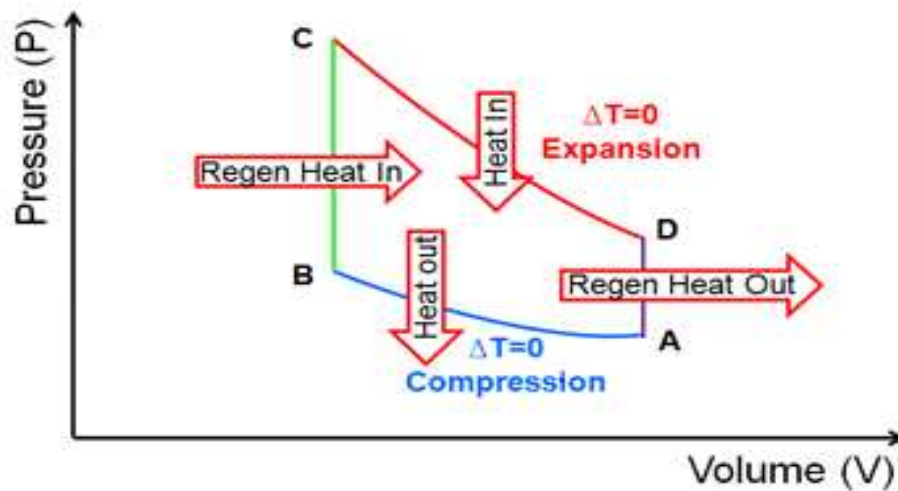 Pressure (P)
C
Heat In
ΔT=0
Expansion
Regen Heat In
D
B
Heat out
Regen Heat Out
A
ΔT=0
Compression
Volume (V)